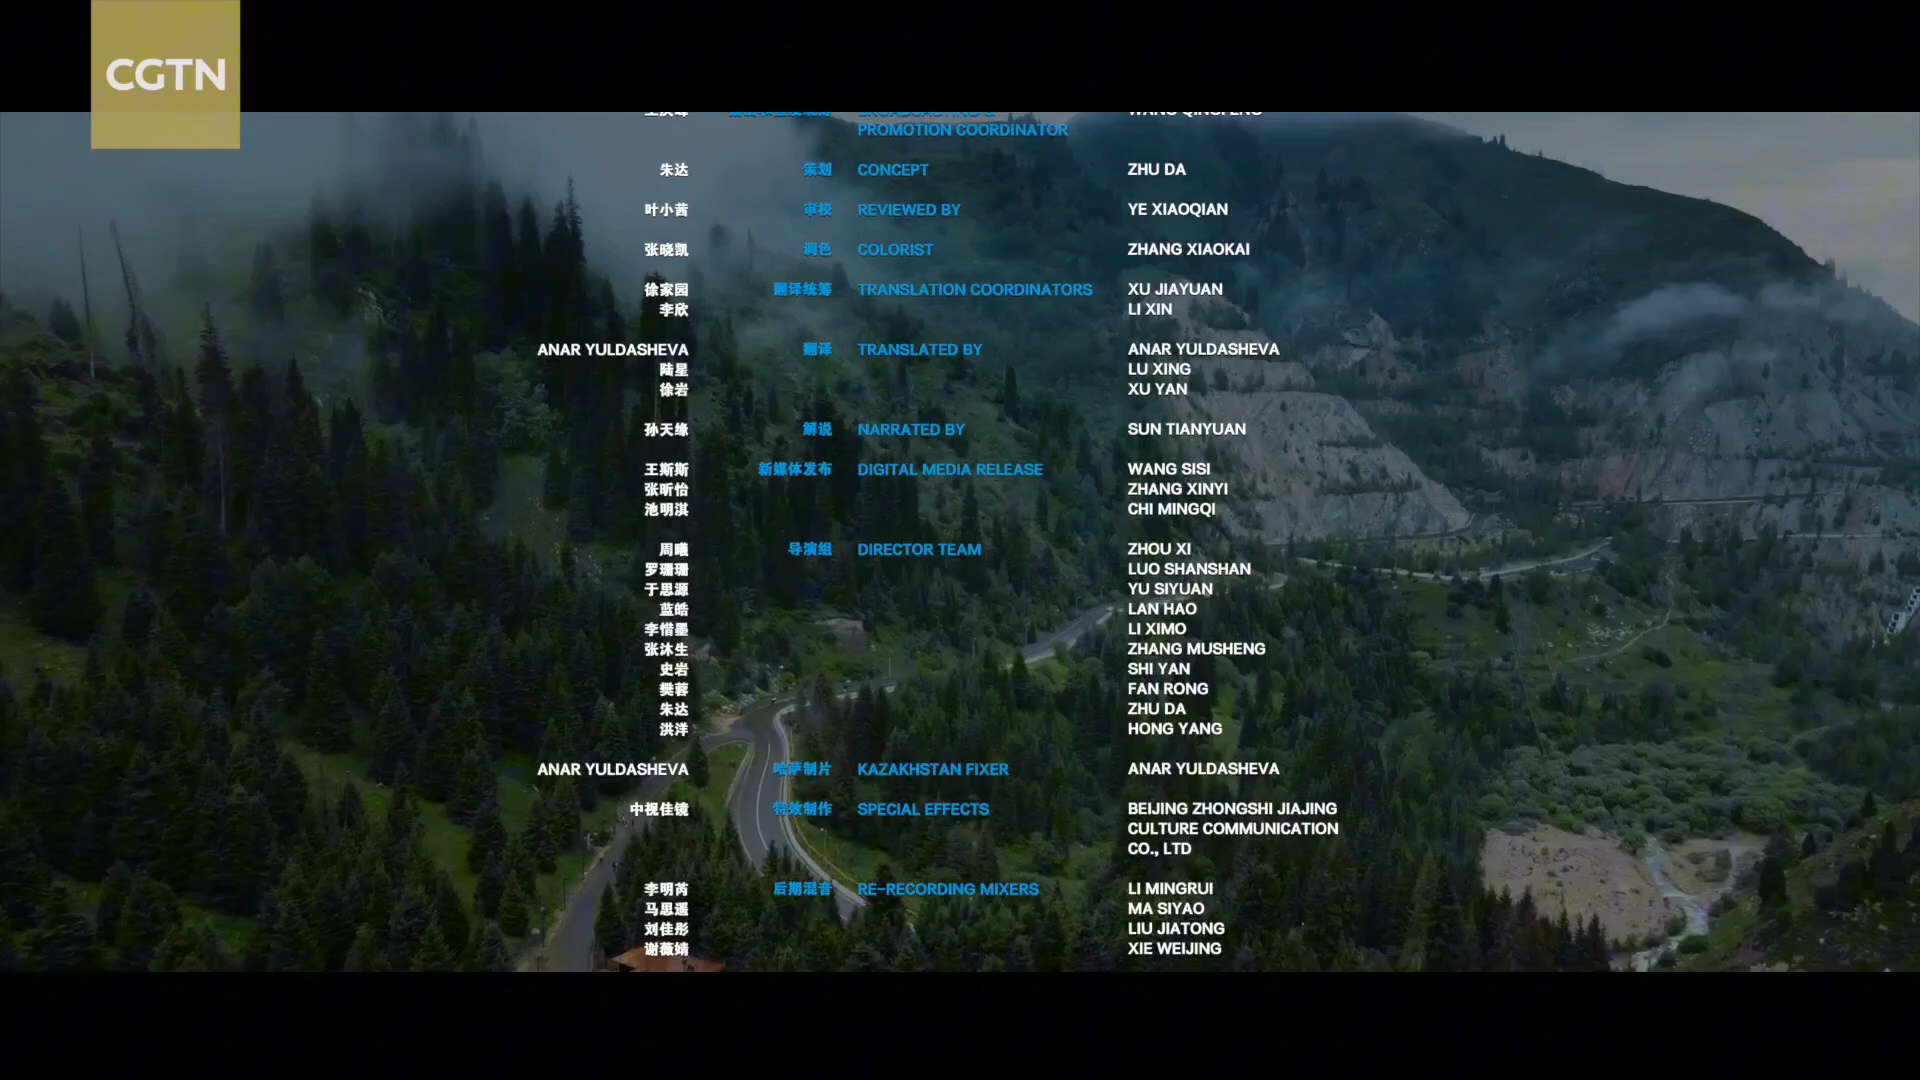 CGTN
PROMOTION COORDINATOR
朱达 策划 CONCEPT ZHU DA
叶小茜 审校 REVIEWED BY YE XIAOQIAN
张晓凯 调色 COLORIST ZHANG XIAOKAI
徐家园 翻译统筹 TRANSLATION COORDINATORS XU JIAYUAN
李欣 LI XIN
ANAR YULDASHEVA 翻译 TRANSLATED BY ANAR YULDASHEVA
陆星 LU XING
徐岩 XU YAN
孙天缘 解说 NARRATED BY SUN TIANYUAN
王斯斯 新媒体发布 DIGITAL MEDIA RELEASE WANG SISI
张昕怡 ZHANG XINYI
池明淇 CHI MINGQI
周曦 导演组 DIRECTOR TEAM ZHOU XI
罗珊珊 LUO SHANSHAN
于思源 YU SIYUAN
蓝皓 LAN HAO
李惜墨 LI XIMO
张沐生 ZHANG MUSHENG
史岩 SHI YAN
樊蓉 FAN RONG
朱达 ZHU DA
洪洋 HONG YANG
ANAR YULDASHEVA 哈萨制片 KAZAKHSTAN FIXER ANAR YULDASHEVA
中视佳镜 特效制作 SPECIAL EFFECTS BEIJING ZHONGSHI JIAJING
CULTURE COMMUNICATION
CO., LTD
李明芮 后期混音 RE-RECORDING MIXERS LI MINGRUI
马思遥 MA SIYAO
刘佳彤 LIU JIATONG
谢薇婧 XIE WEIJING